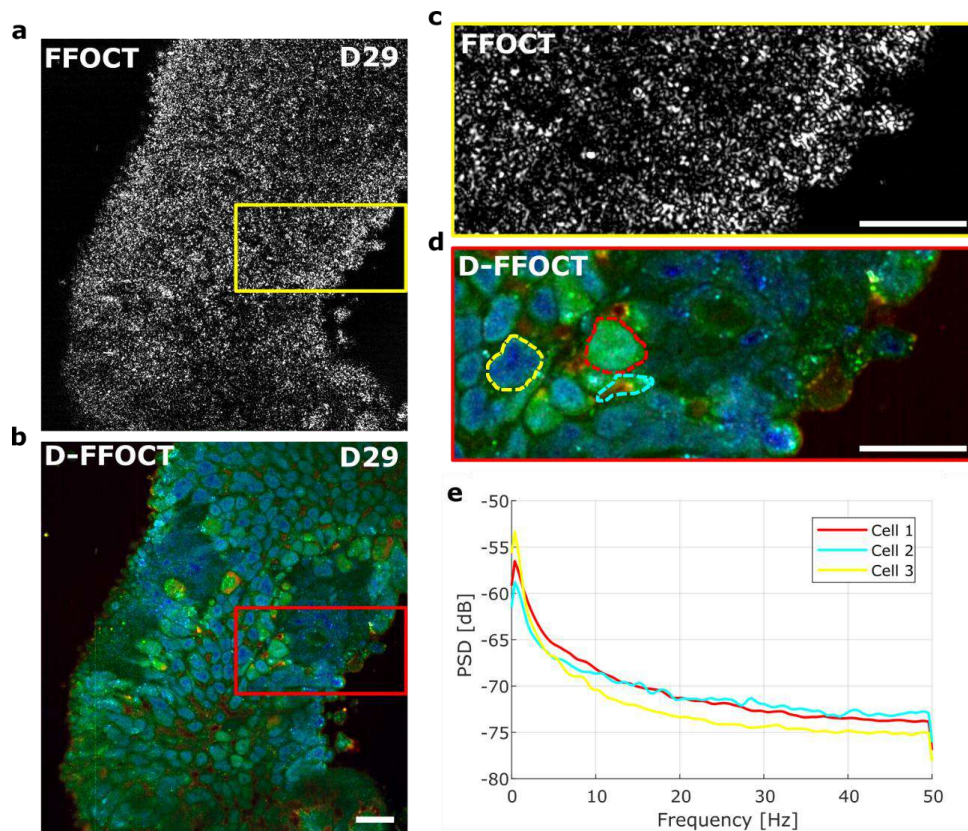 a
FFOCT D29
b
D-FFOCT D29
c
FFOCT
d
D-FFOCT
e
-50
-55
-60
-65
-70
-75
-80
PSD [dB]
Cell 1
Cell 2
Cell 3
0 10 20 30 40 50
Frequency [Hz]